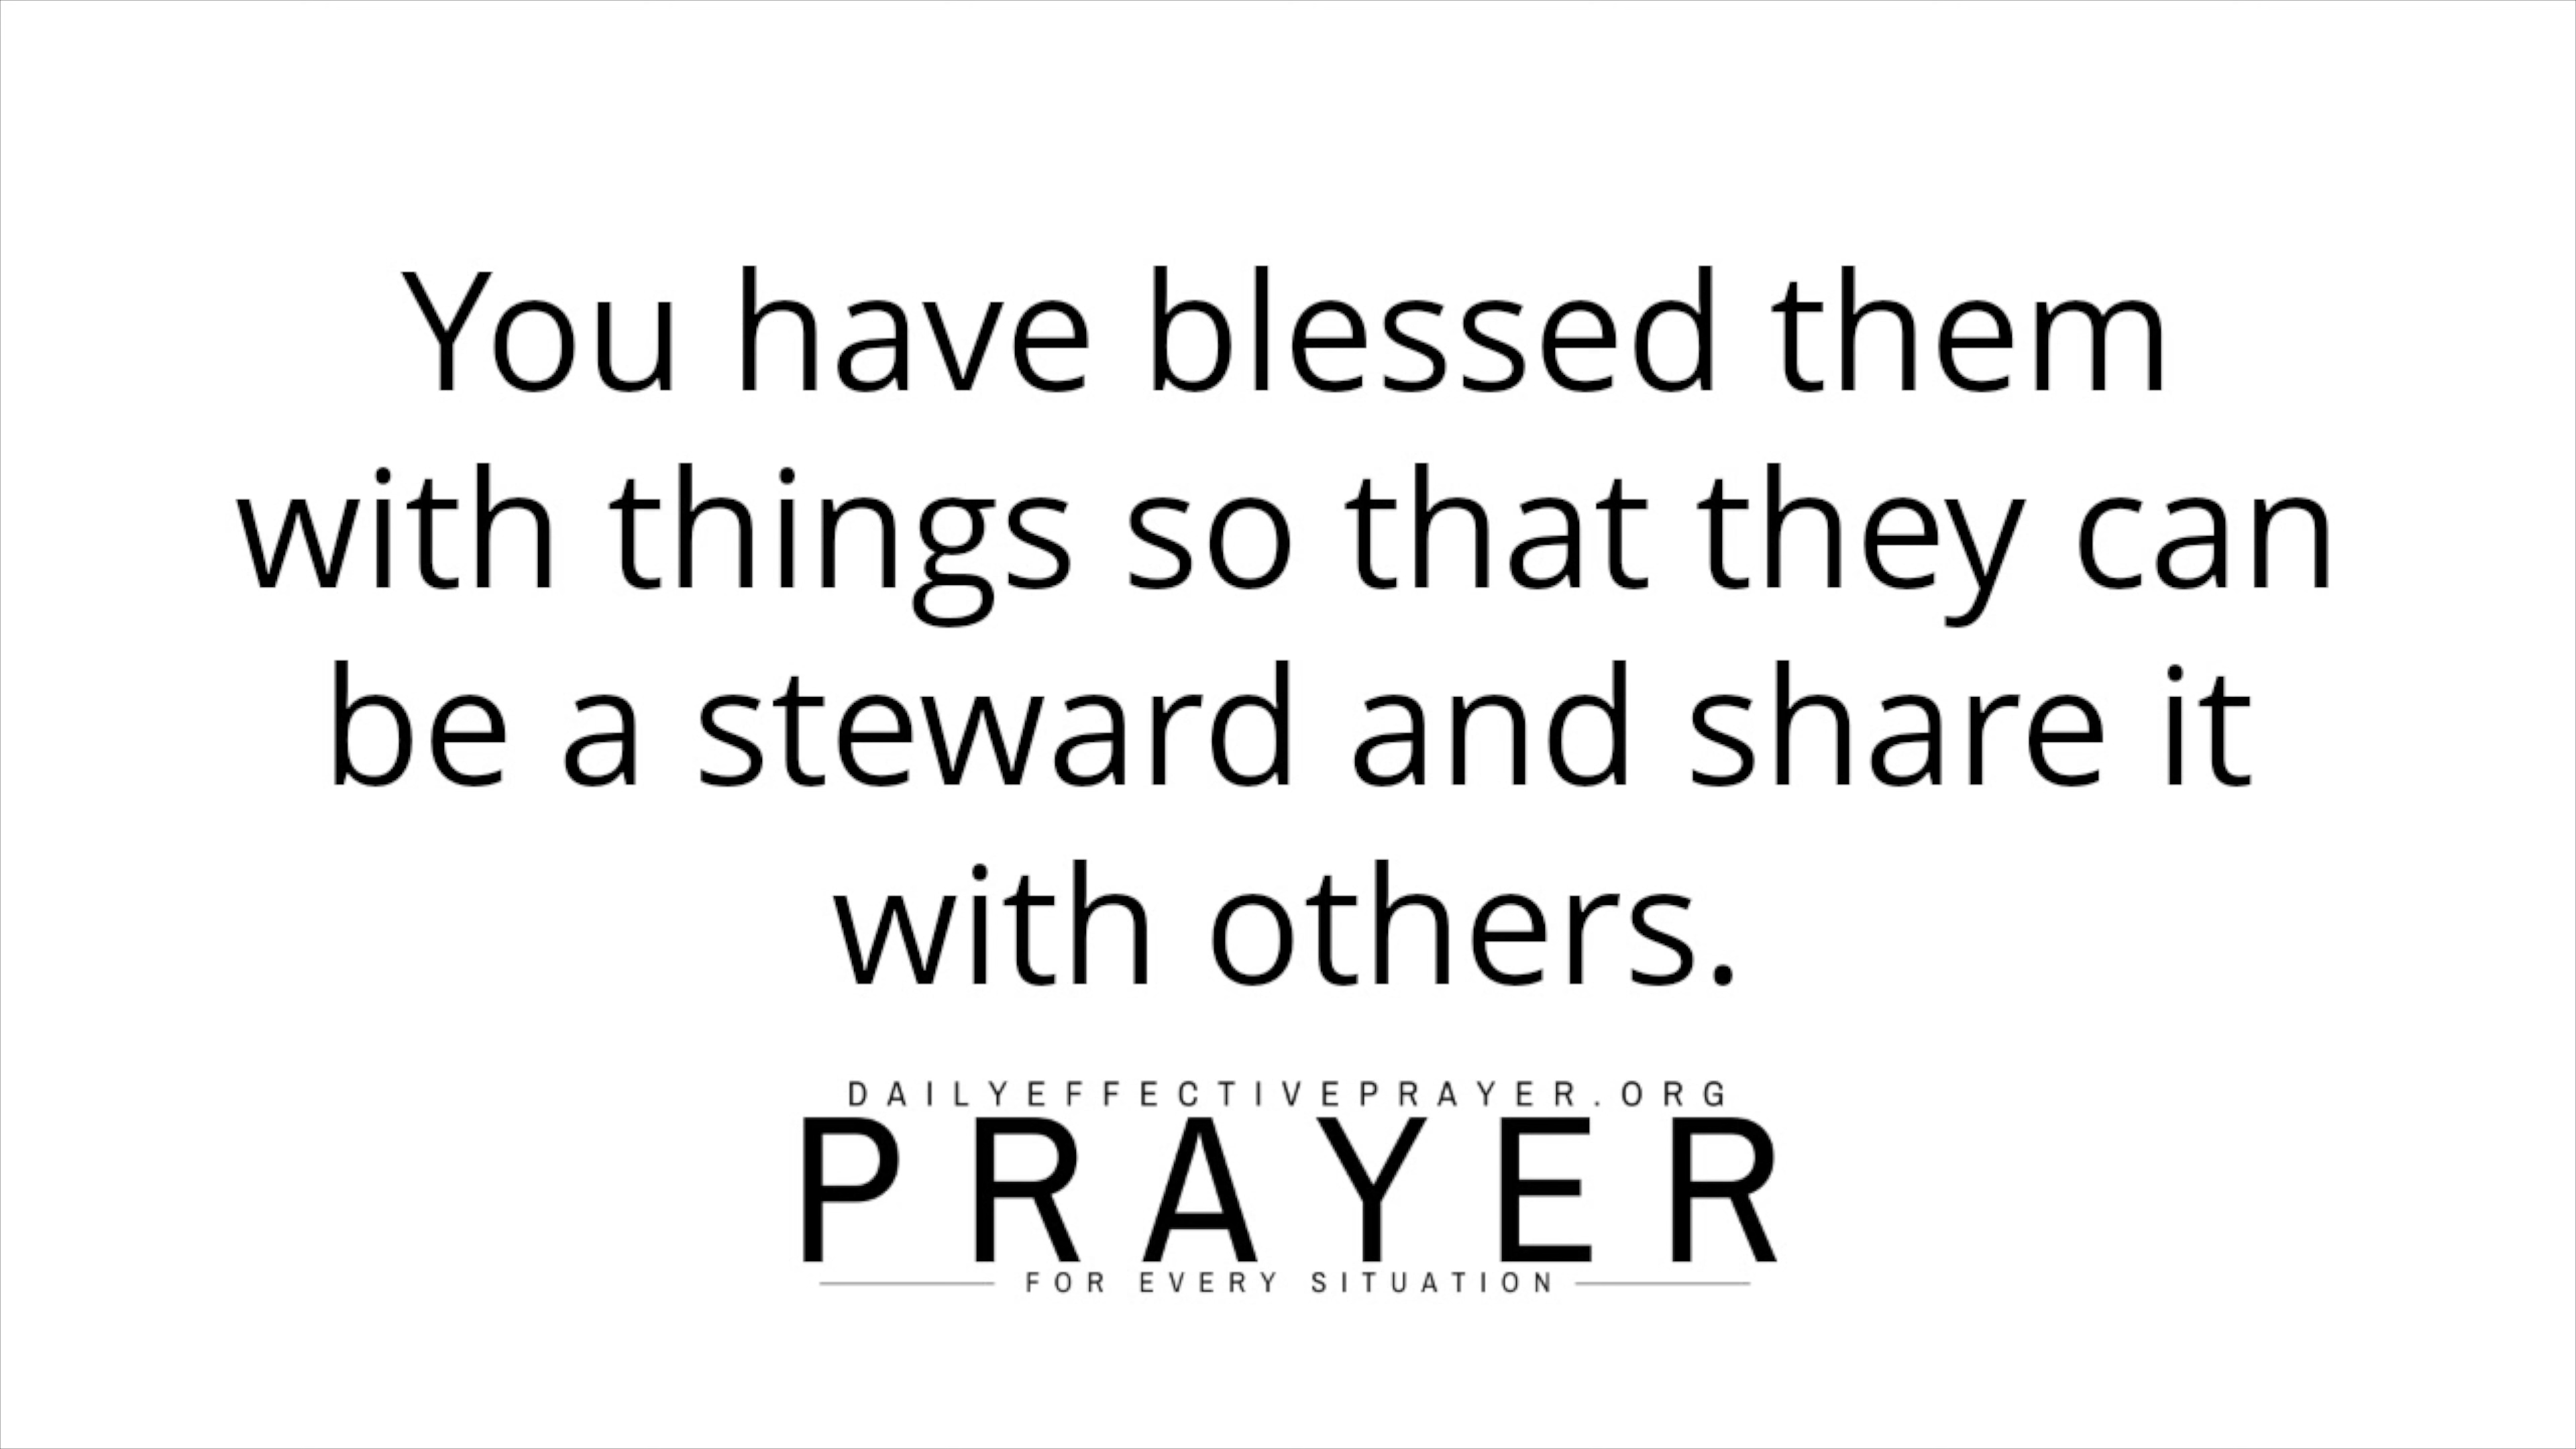 You have blessed them
with things so that they can
be a steward and share it
with others.
DAILYEFFECTIVEPRAYER.ORG
PRAYER
FOR EVERY SITUATION